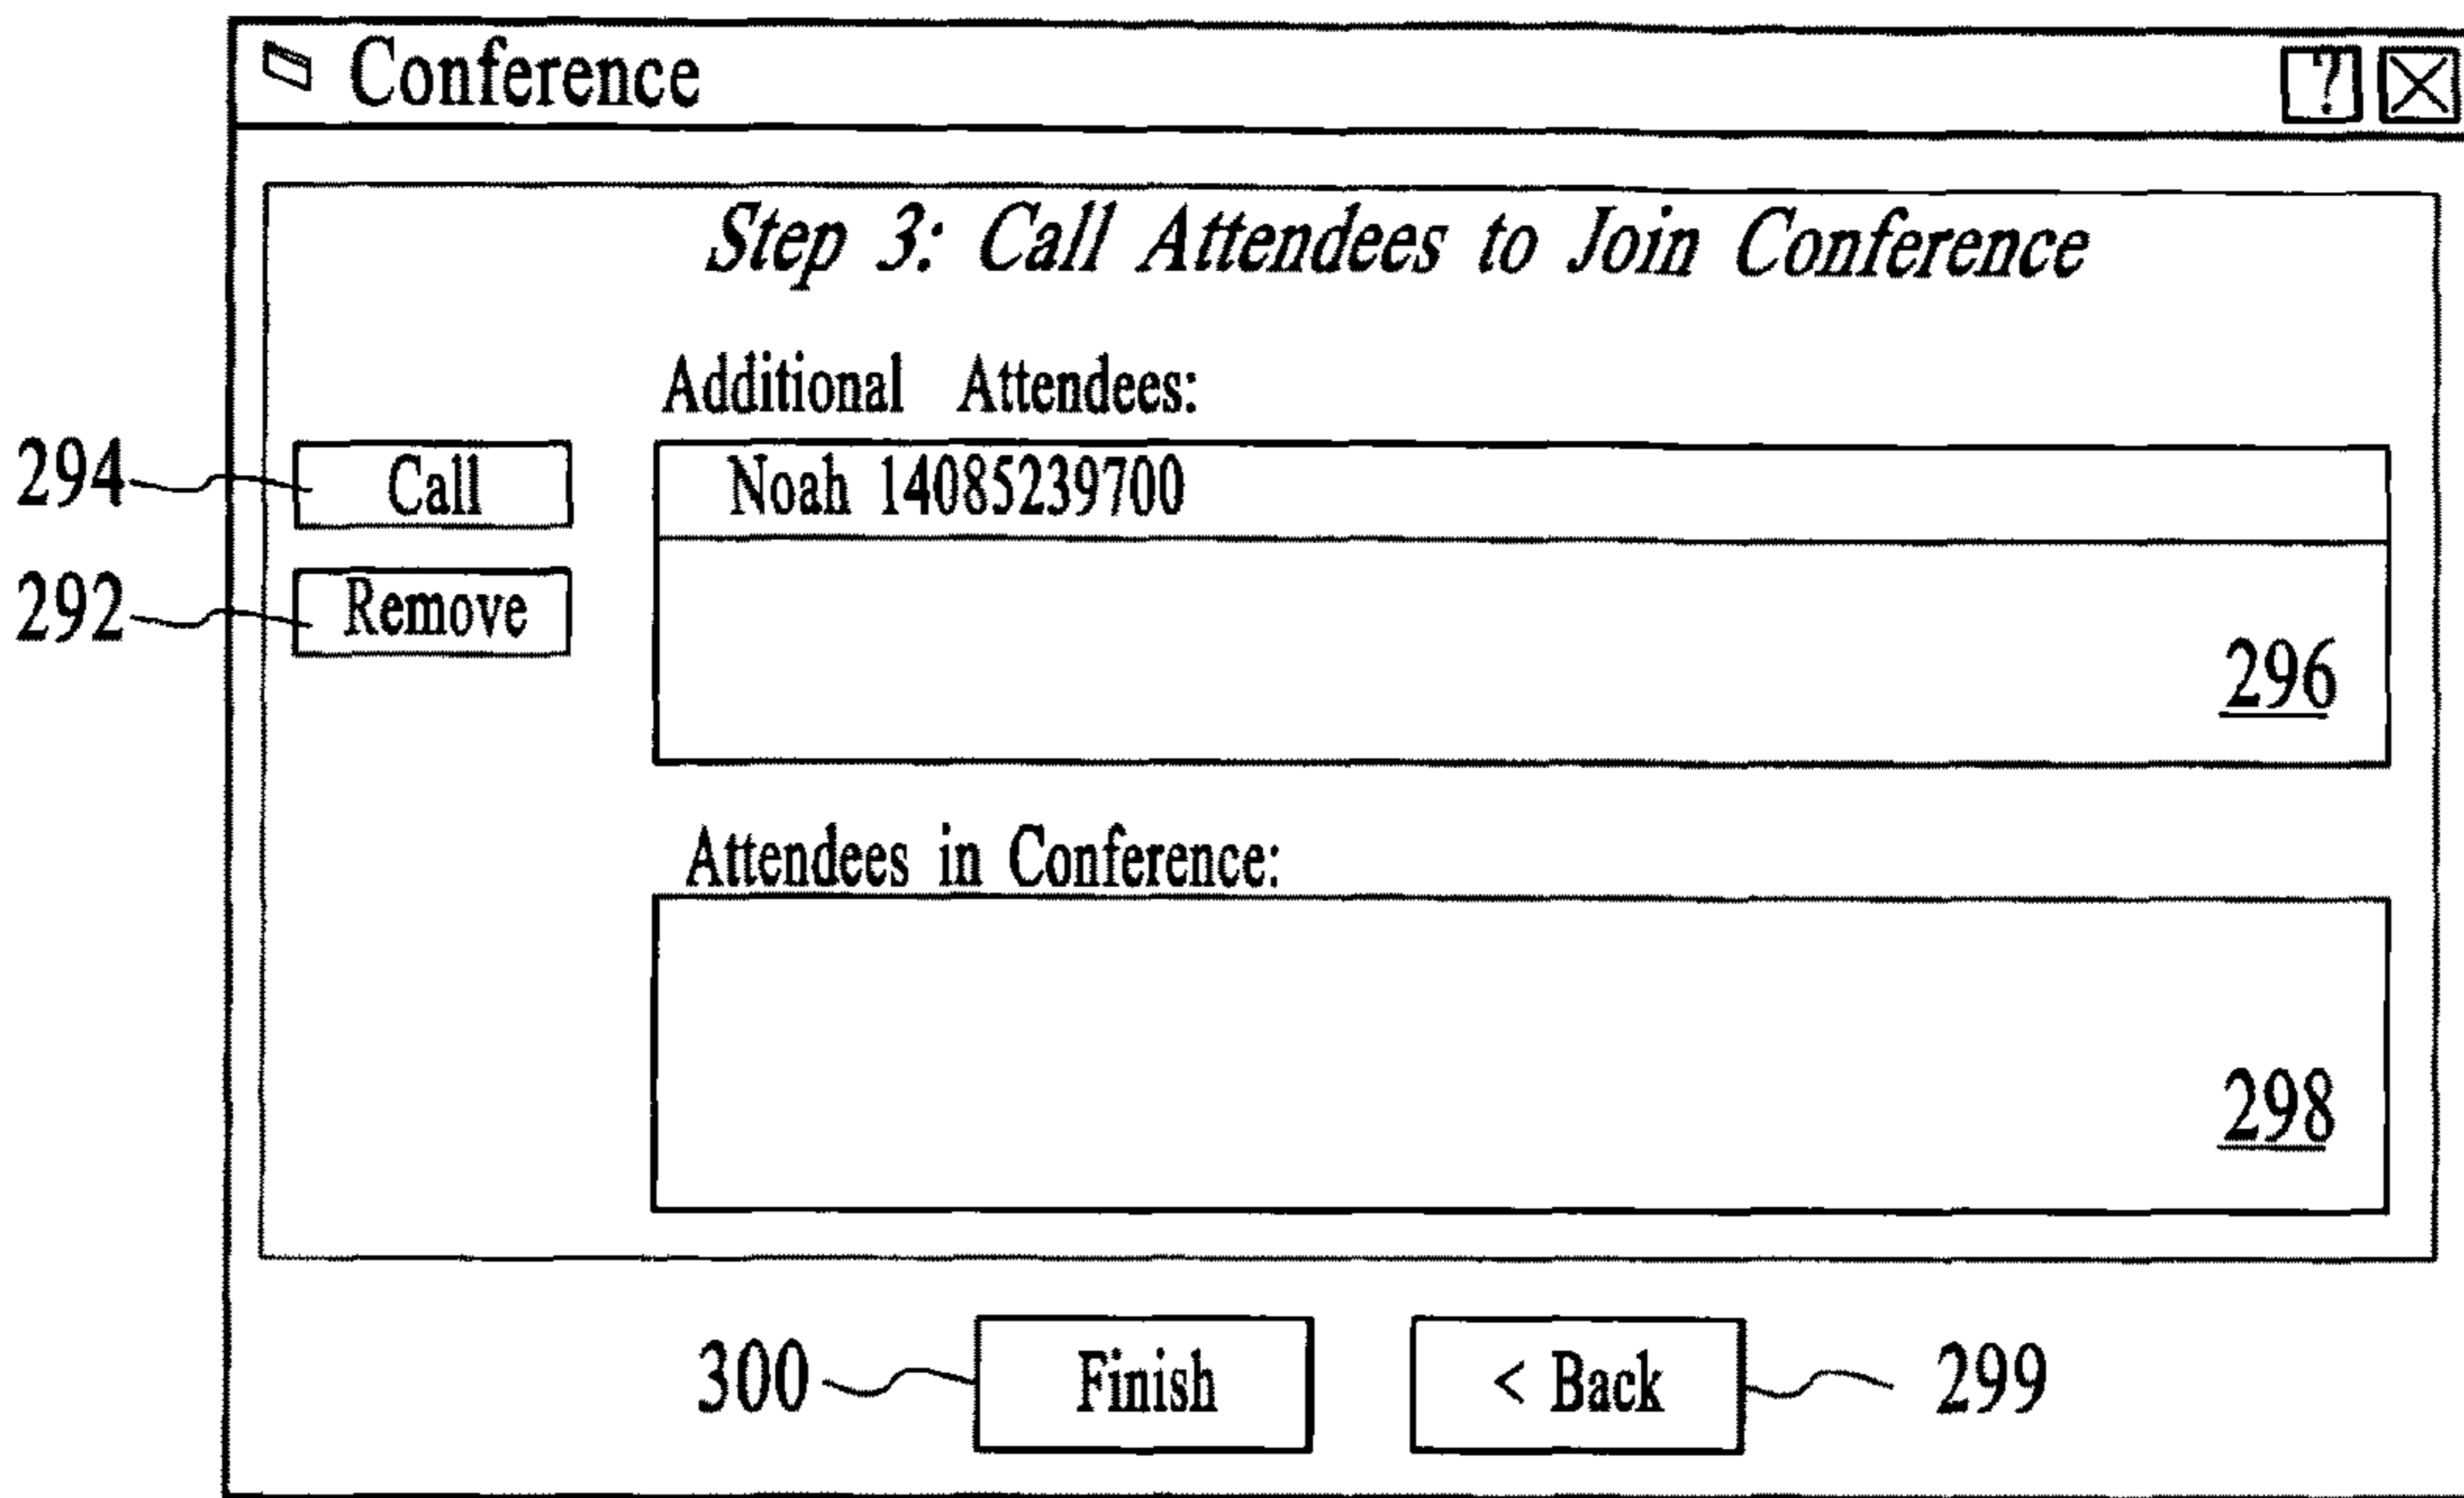 Conference ?
Step 3: Call Attendees to Join Conference
Additional Attendees:
294 Call Noah 14085239700
292 Remove
296
Attendees in Conference:
298
300 Finish < Back 299